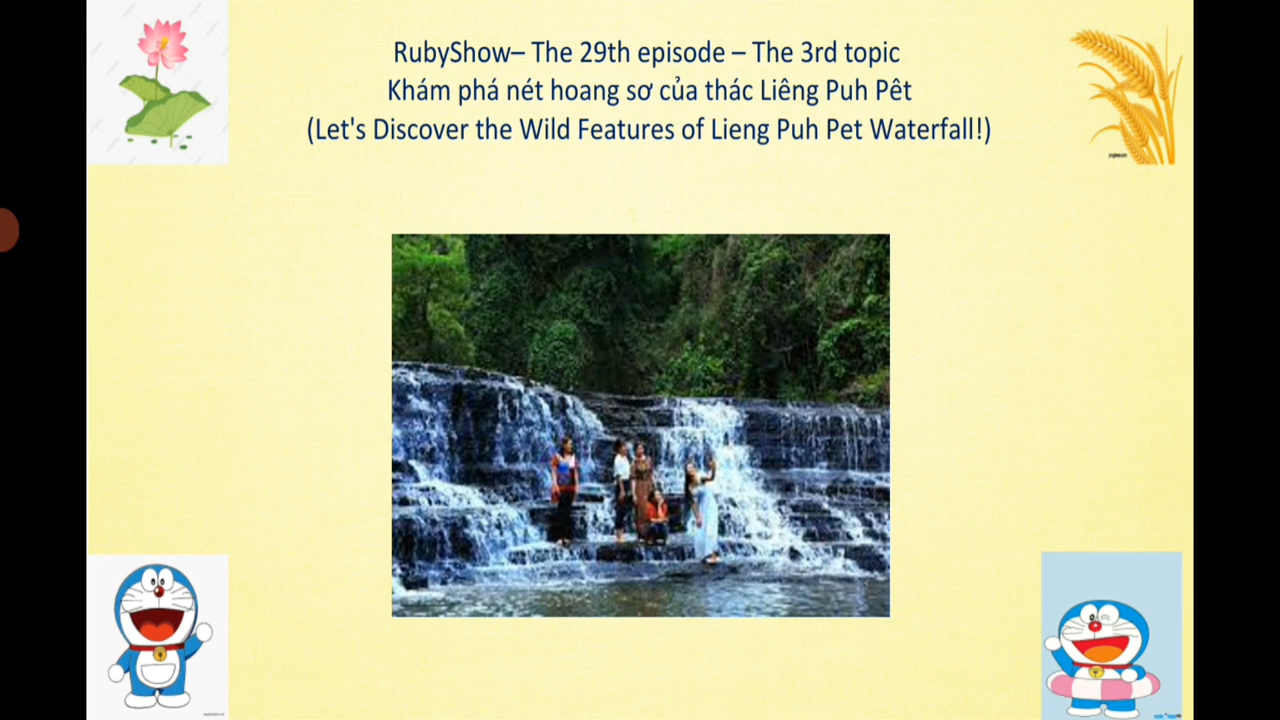 RubyShow– The 29th episode – The 3rd topic
Khám phá nét hoang sơ của thác Liêng Puh Pêt
(Let's Discover the Wild Features of Lieng Puh Pet Waterfall!)